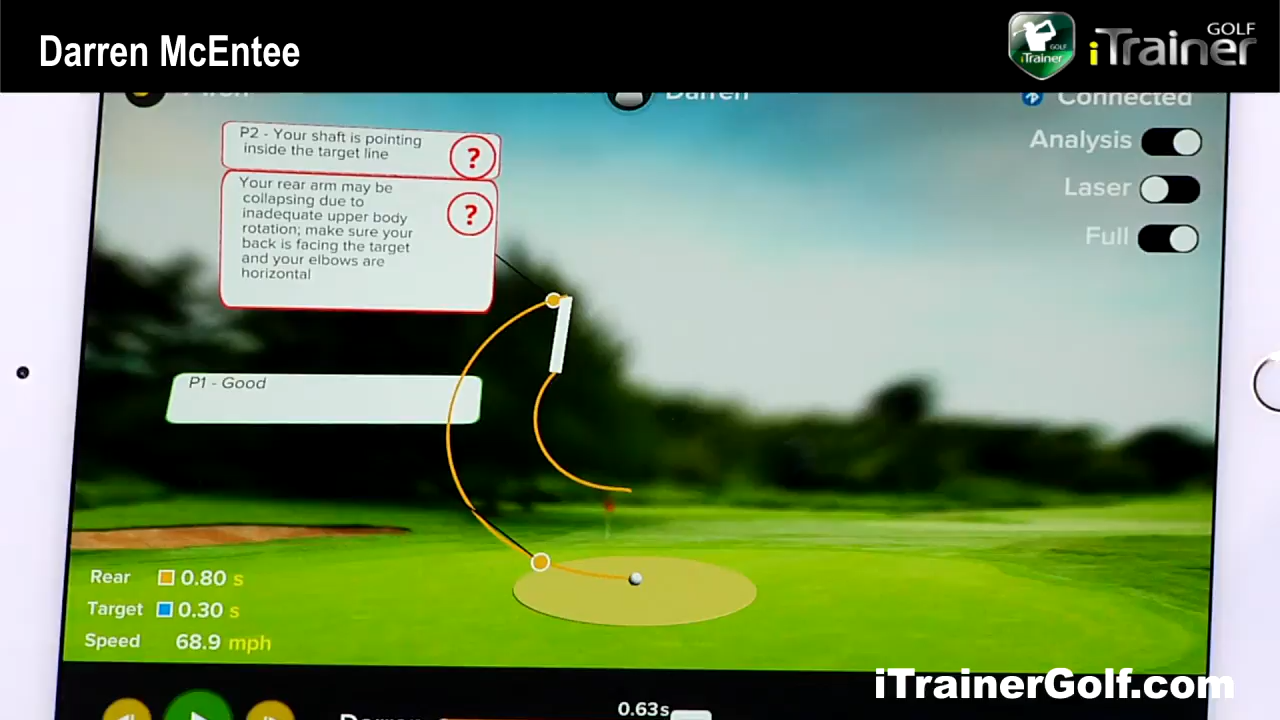 Darren McEntee
GOLF
iTrainer
GOLF
iTrainer
Darren
Connected
Analysis
Laser
Full
P2 - Your shaft is pointing
inside the target line
?
Your rear arm may be
collapsing due to
inadequate upper body
rotation; make sure your
back is facing the target
and your elbows are
horizontal
?
P1 - Good
Rear 0.80 s
Target 0.30 s
Speed 68.9 mph
iTrainerGolf.com
0.63s